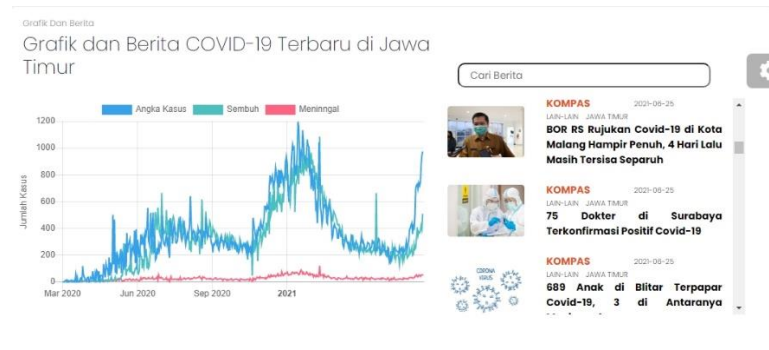 Grafik Dan Berita
Grafik dan Berita COVID-19 Terbaru di Jawa
Timur
Angka Kasus Sembuh Meninngal
1200
1000
800
600
400
200
0
Jumlah Kasus
Mar 2020 Jun 2020 Sep 2020 2021
Cari Berita
KOMPAS 2021-06-25
LAIN-LAIN JAWA TIMUR
BOR RS Rujukan Covid-19 di Kota
Malang Hampir Penuh, 4 Hari Lalu
Masih Tersisa Separuh
KOMPAS 2021-06-25
LAIN-LAIN JAWA TIMUR
75 Dokter di Surabaya
Terkonfirmasi Positif Covid-19
KOMPAS 2021-06-25
LAIN-LAIN JAWA TIMUR
CORONA
VIRUS
689 Anak di Blitar Terpapar
Covid-19, 3 di Antaranya